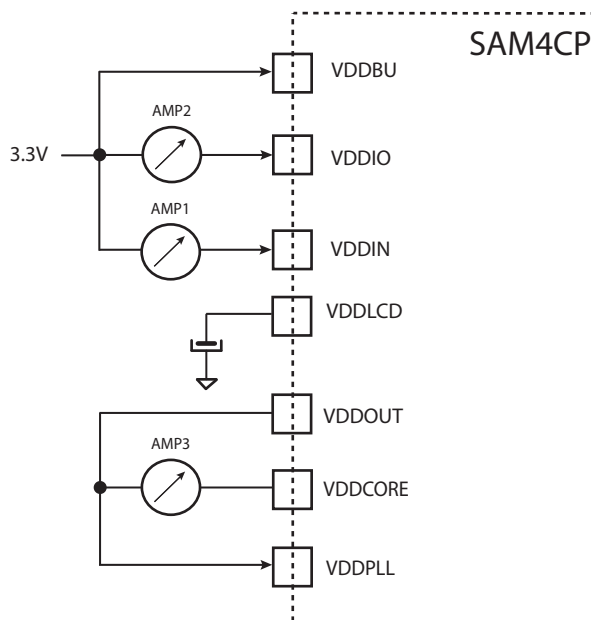 SAM4CP
VDDBU
AMP2
3.3V
VDDIO
AMP1
VDDIN
VDDLCD
VDDOUT
AMP3
VDDCORE
VDDPLL